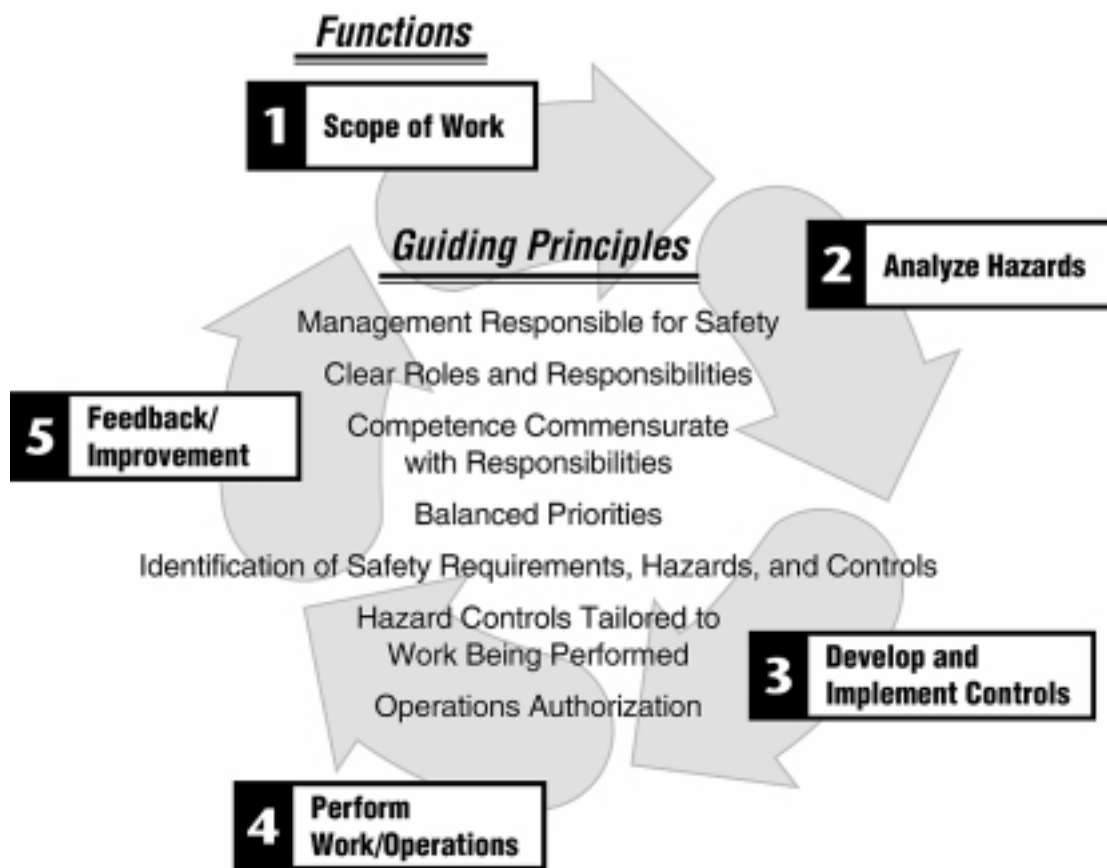 Functions
1 Scope of Work
2 Analyze Hazards
Guiding Principles
Management Responsible for Safety
Clear Roles and Responsibilities
Competence Commensurate
with Responsibilities
Balanced Priorities
Identification of Safety Requirements, Hazards, and Controls
Hazard Controls Tailored to
Work Being Performed
Operations Authorization
3 Develop and
Implement Controls
4 Perform
Work/Operations
5 Feedback/
Improvement